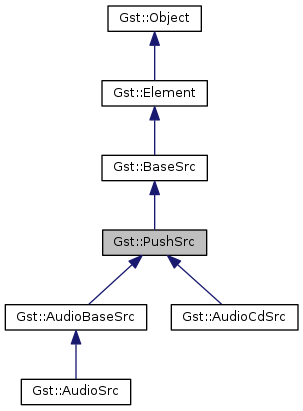 Gst::Object
Gst::Element
Gst::BaseSrc
Gst::PushSrc
Gst::AudioBaseSrc
Gst::AudioCdSrc
Gst::AudioSrc